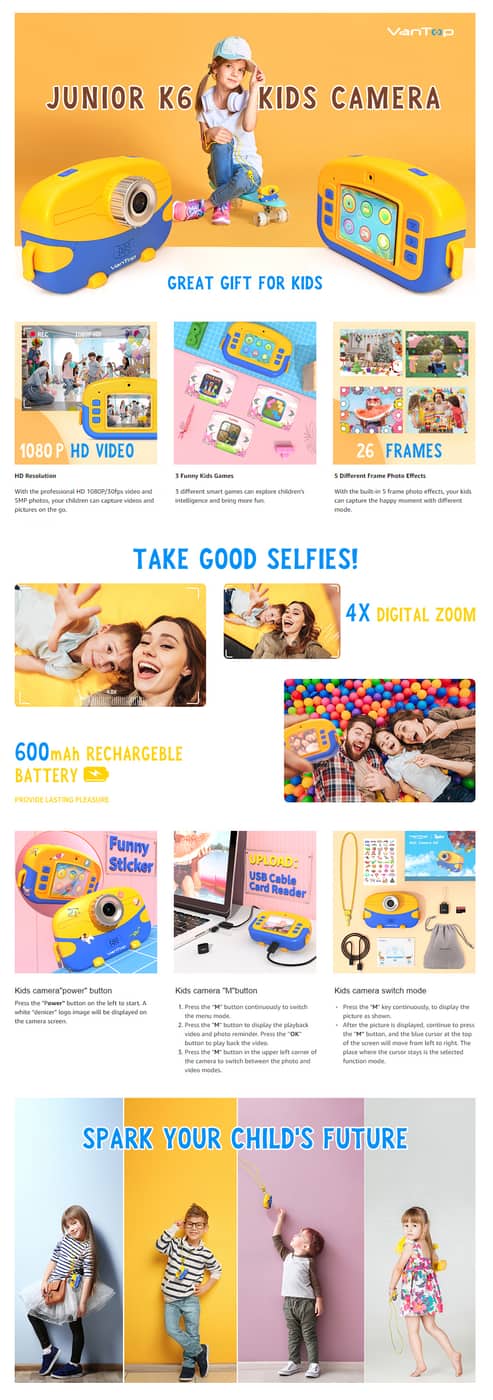 VanTop
JUNIOR K6 KIDS CAMERA
VanTop
GREAT GIFT FOR KIDS
REC 1080P HD
1080P HD VIDEO
26 FRAMES
HD Resolution
With the professional HD 1080P/30fps video and
5MP photos, your children can capture videos and
pictures on the go.
3 Funny Kids Games
3 different smart games can explore children's
intelligence and bring more fun.
5 Different Frame Photo Effects
With the built-in 5 frame photo effects, your kids
can capture the happy moment with different
mode.
TAKE GOOD SELFIES!
4X DIGITAL ZOOM
600mAh RECHARGEBLE
BATTERY
PROVIDE LASTING PLEASURE
Funny
Sticker
VanTop
UPLOAD:
USB Cable
Card Reader
Kids camera"power" button
Press the "Power" button on the left to start. A
white "denicer" logo image will be displayed on
the camera screen.
Kids camera "M"button
1. Press the "M" button continuously to switch
the menu mode.
2. Press the "M" button to display the playback
video and photo reminder. Press the "OK"
button to play back the video.
3. Press the "M" button in the upper left corner of
the camera to switch between the photo and
video modes.
Kids camera switch mode
• Press the "M" key continuously, to display the
picture as shown.
• After the picture is displayed, continue to press
the "M" button, and the blue cursor at the top
of the screen will move from left to right. The
place where the cursor stays is the selected
function mode.
SPARK YOUR CHILD'S FUTURE